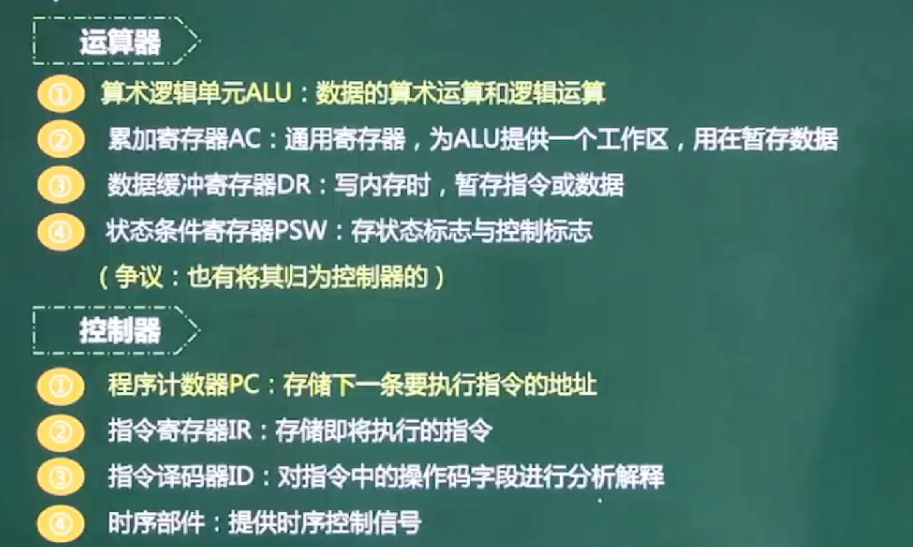 运算器
① 算术逻辑单元ALU：数据的算术运算和逻辑运算
② 累加寄存器AC：通用寄存器，为ALU提供一个工作区，用在暂存数据
③ 数据缓冲寄存器DR：写内存时，暂存指令或数据
④ 状态条件寄存器PSW：存状态标志与控制标志
（争议：也有将其归为控制器的）
控制器
① 程序计数器PC：存储下一条要执行指令的地址
② 指令寄存器IR：存储即将执行的指令
③ 指令译码器ID：对指令中的操作码字段进行分析解释
④ 时序部件：提供时序控制信号